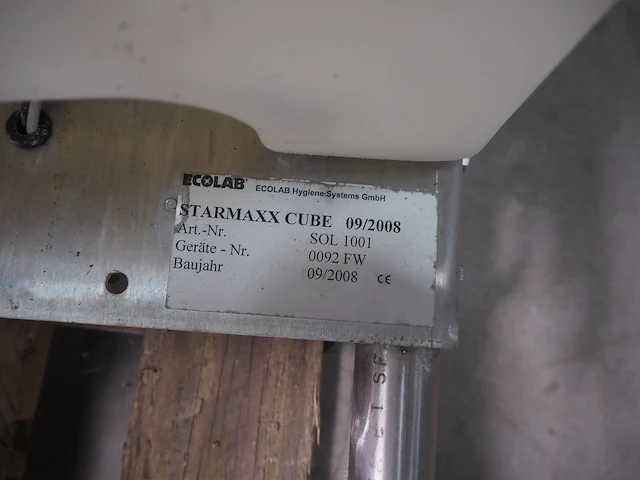 ECOLAB ECOLAB Hygiene Systems GmbH
STARMAXX CUBE 09/2008
Art.-Nr. SOL 1001
Geräte - Nr. 0092 FW
Baujahr 09/2008 CE